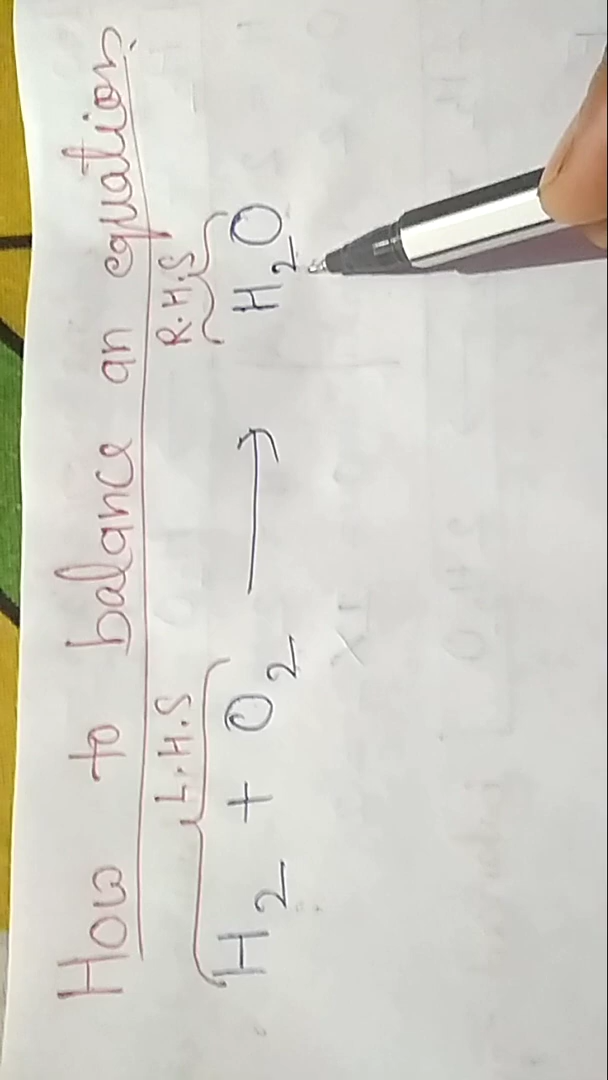 How to balance an equation.
L.H.S R.H.S
H₂ + O₂ ⟶ H₂O